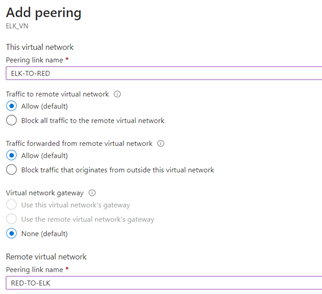 Add peering
ELK_VN
This virtual network
Peering link name *
ELK-TO-RED
Traffic to remote virtual network
Allow (default)
Block all traffic to the remote virtual network
Traffic forwarded from remote virtual network
Allow (default)
Block traffic that originates from outside this virtual network
Virtual network gateway
Use this virtual network's gateway
Use the remote virtual network's gateway
None (default)
Remote virtual network
Peering link name *
RED-TO-ELK